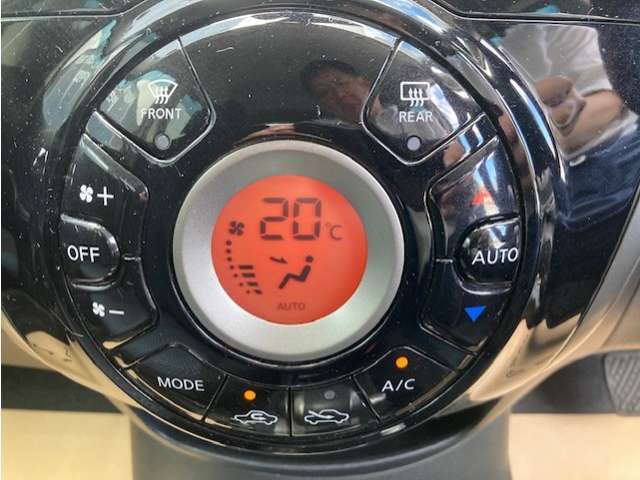 FRONT
REAR
+
20°C
OFF
AUTO
AUTO
-
MODE
A/C